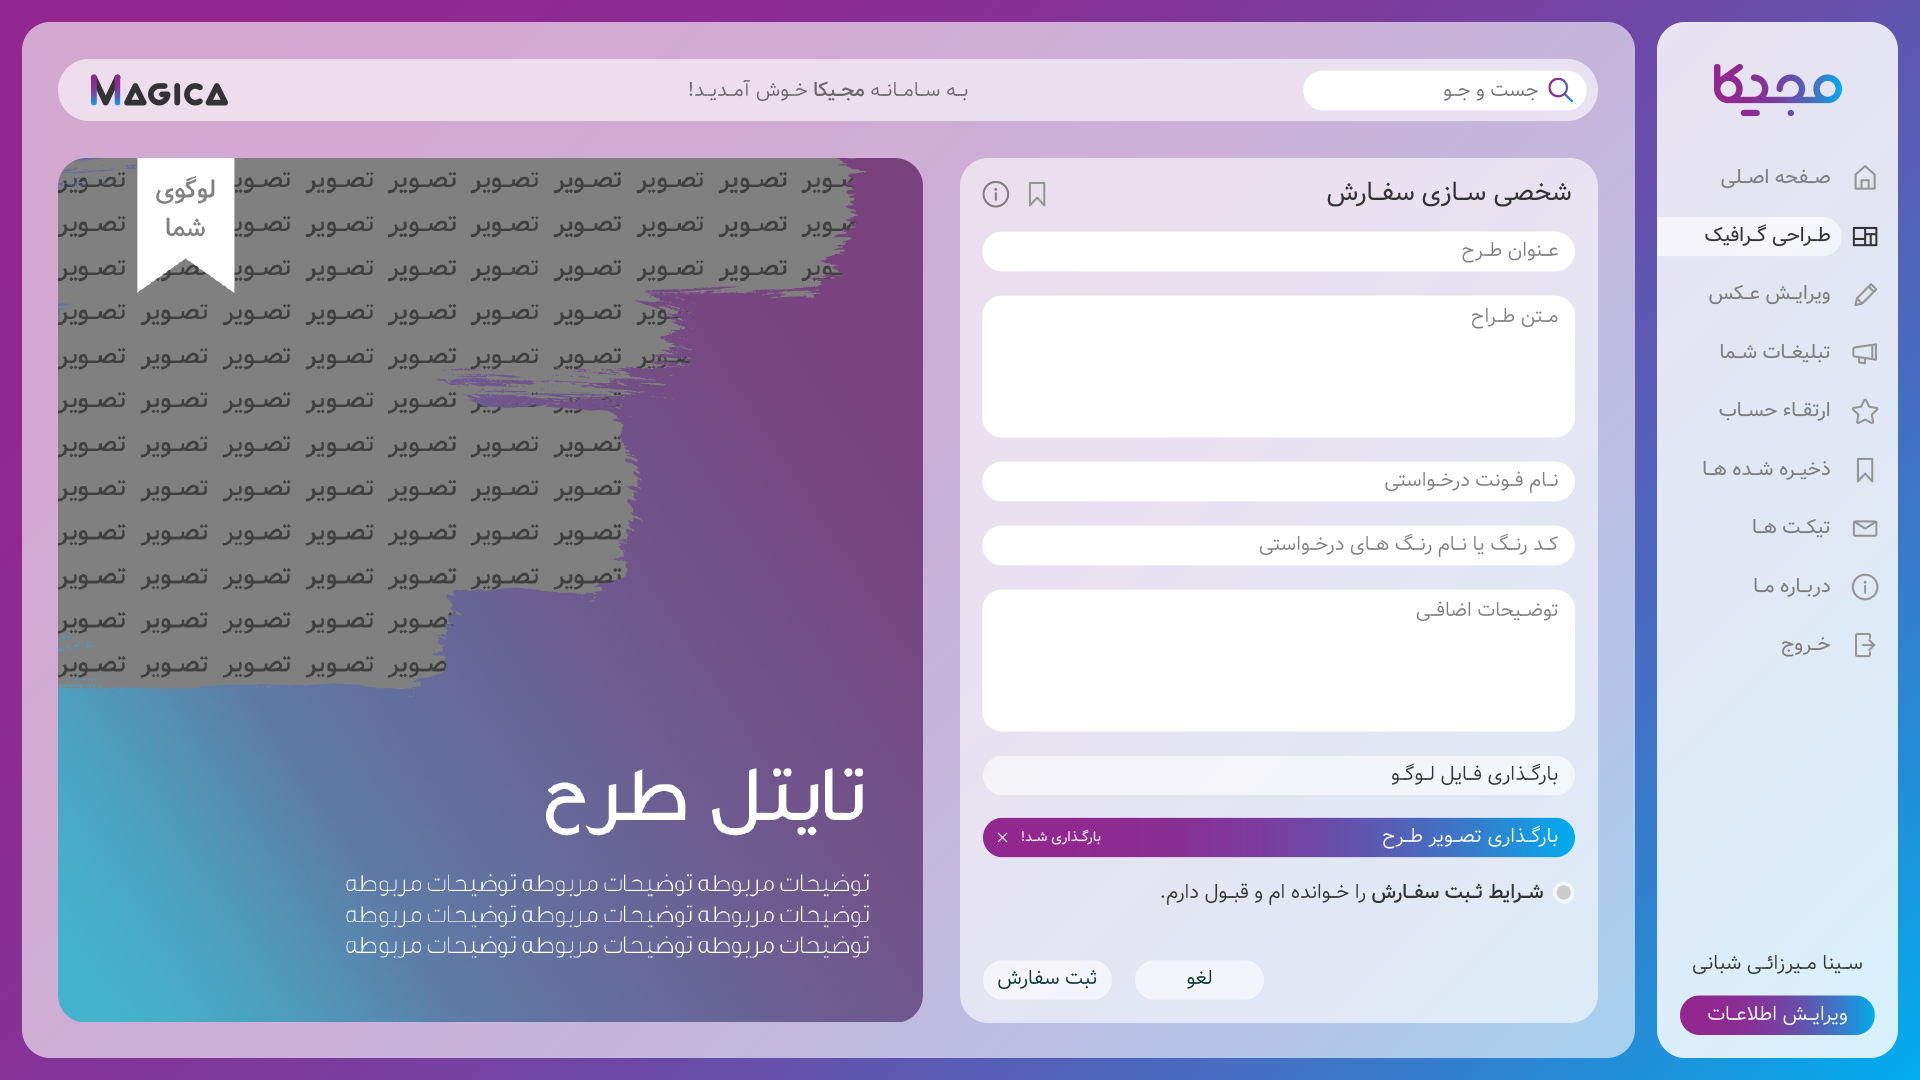 مجیکا
صفحه اصلی
طراحی گرافیک
ویرایش عکس
تبلیغات شما
ارتقاء حساب
ذخیره شده ها
تیکت ها
درباره ما
خروج
سینا میرزائی شبانی
ویرایش اطلاعات
جست و جو
به سامانه مجیکا خوش آمدید!
MAGICA
شخصی سازی سفارش
عنوان طرح
متن طراح
نام فونت درخواستی
کد رنگ یا نام رنگ های درخواستی
توضیحات اضافی
بارگذاری فایل لوگو
بارگذاری تصویر طرح بارگذاری شد!
شرایط ثبت سفارش را خوانده ام و قبول دارم.
لغو ثبت سفارش
لوگوی
شما
تصویر تصویر تصویر تصویر تصویر تصویر تصویر تصویر تصویر
تصویر تصویر تصویر تصویر تصویر تصویر تصویر تصویر تصویر
تصویر تصویر تصویر تصویر تصویر تصویر تصویر تصویر تصویر
تصویر تصویر تصویر تصویر تصویر تصویر تصویر تصویر
تصویر تصویر تصویر تصویر تصویر تصویر تصویر تصویر
تصویر تصویر تصویر تصویر تصویر تصویر تصویر
تصویر تصویر تصویر تصویر تصویر تصویر تصویر
تصویر تصویر تصویر تصویر تصویر تصویر تصویر
تصویر تصویر تصویر تصویر تصویر تصویر تصویر
تصویر تصویر تصویر تصویر تصویر تصویر تصویر
تصویر تصویر تصویر تصویر تصویر
تصویر تصویر تصویر تصویر تصویر
تایتل طرح
توضیحات مربوطه توضیحات مربوطه توضیحات مربوطه
توضیحات مربوطه توضیحات مربوطه توضیحات مربوطه
توضیحات مربوطه توضیحات مربوطه توضیحات مربوطه